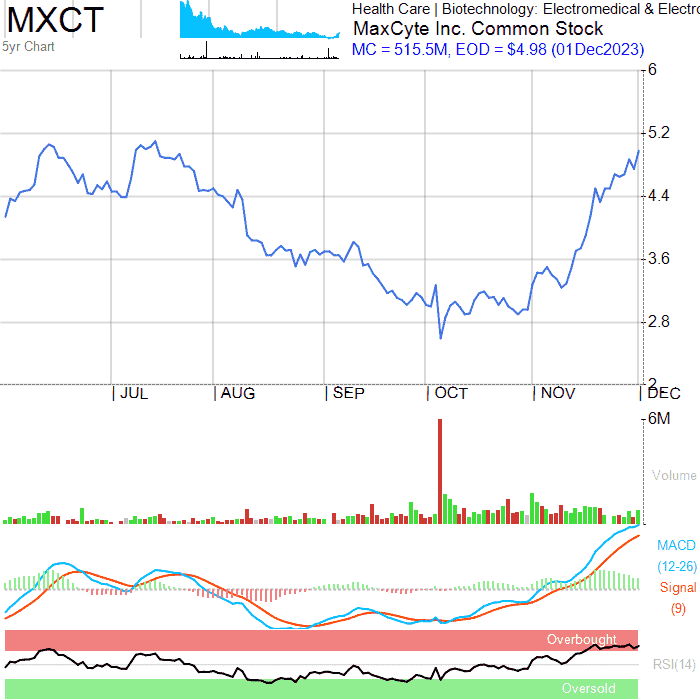 MXCT
5yr Chart
Health Care | Biotechnology: Electromedical & Electro
MaxCyte Inc. Common Stock
MC = 515.5M, EOD = $4.98 (01Dec2023)
6
5.2
4.4
3.6
2.8
2
| JUL | AUG | SEP | OCT | NOV | DEC
6M
Volume
MACD
(12-26)
Signal
(9)
Overbought
RSI(14)
Oversold